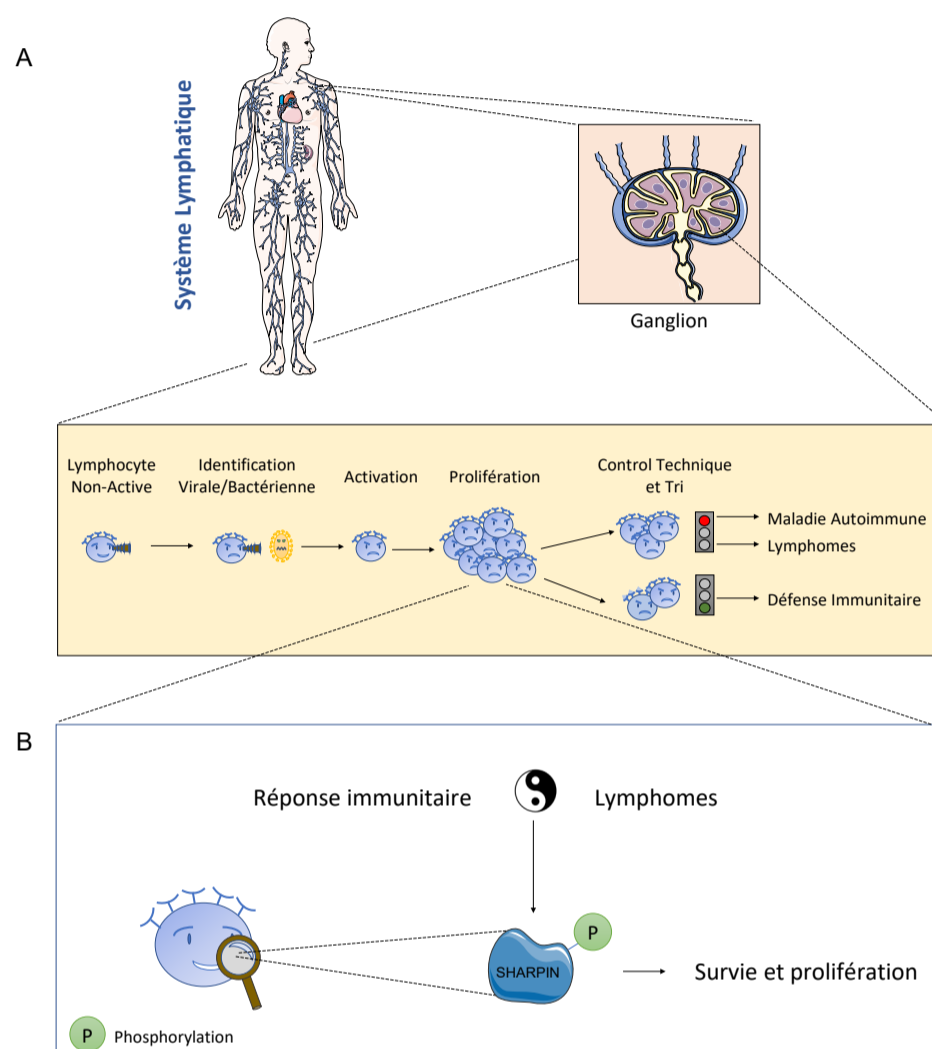 A
Système Lymphatique
Ganglion
Lymphocyte
Non-Active
Identification
Virale/Bactérienne
Activation
Prolifération
Control Technique
et Tri
Maladie Autoimmune
Lymphomes
Défense Immunitaire
B
Réponse immunitaire
Lymphomes
P
SHARPIN
Survie et prolifération
P
Phosphorylation